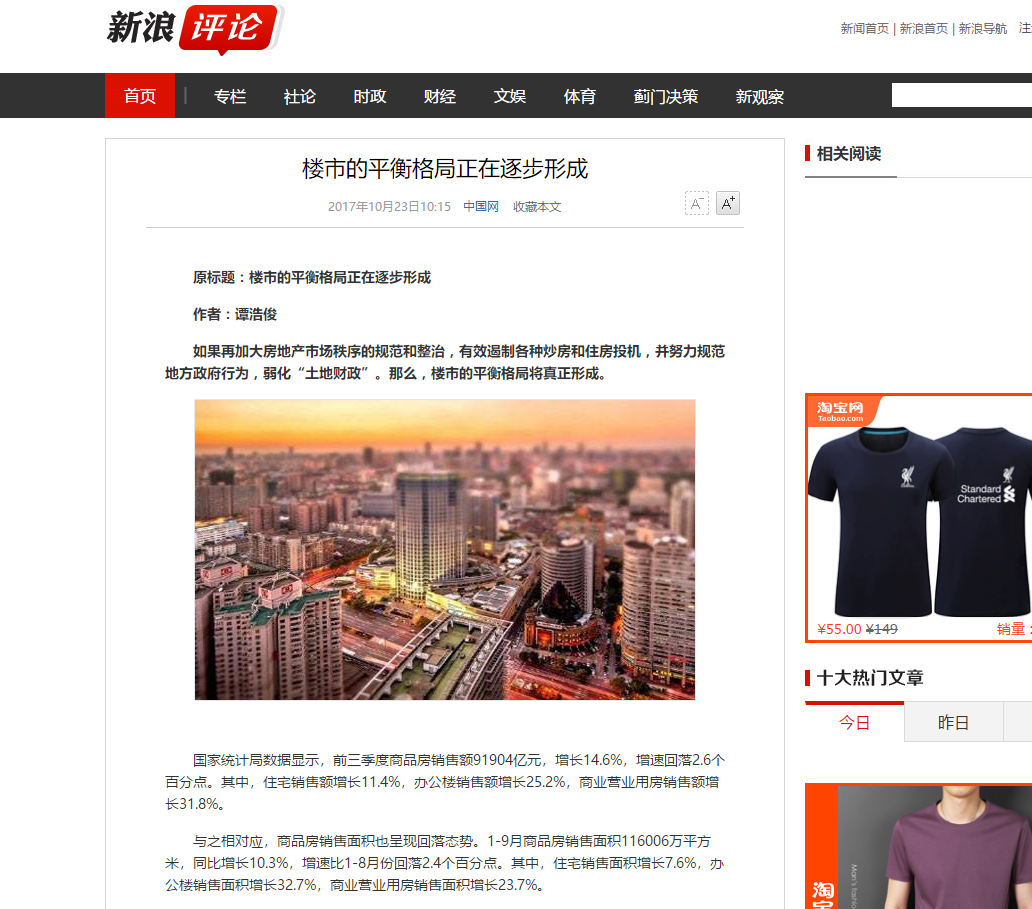 新浪 评论
新闻首页 | 新浪首页 | 新浪导航 注
首页 | 专栏 社论 时政 财经 文娱 体育 蓟门决策 新观察
楼市的平衡格局正在逐步形成
2017年10月23日10:15 中国网 收藏本文
A- A+
原标题：楼市的平衡格局正在逐步形成
作者：谭浩俊
如果再加大房地产市场秩序的规范和整治，有效遏制各种炒房和住房投机，并努力规范
地方政府行为，弱化“土地财政”。那么，楼市的平衡格局将真正形成。
国家统计局数据显示，前三季度商品房销售额91904亿元，增长14.6%，增速回落2.6个
百分点。其中，住宅销售额增长11.4%，办公楼销售额增长25.2%，商业营业用房销售额增
长31.8%。
与之相对应，商品房销售面积也呈现回落态势。1-9月商品房销售面积116006万平方
米，同比增长10.3%，增速比1-8月份回落2.4个百分点。其中，住宅销售面积增长7.6%，办
公楼销售面积增长32.7%，商业营业用房销售面积增长23.7%。
相关阅读
淘宝网
Taobao.com
Standard
Chartered
¥55.00 ¥149 销量：
十大热门文章
今日 昨日
Man's fashio
淘
宝